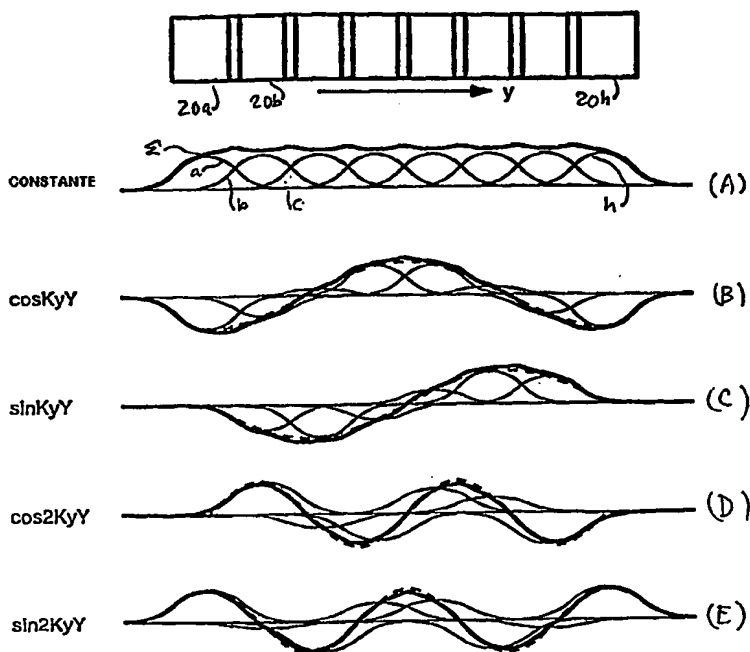 20a 20b y 20h
Σ
a
CONSTANTE b c h (A)
cosKyY (B)
sinKyY (C)
cos2KyY (D)
sin2KyY (E)